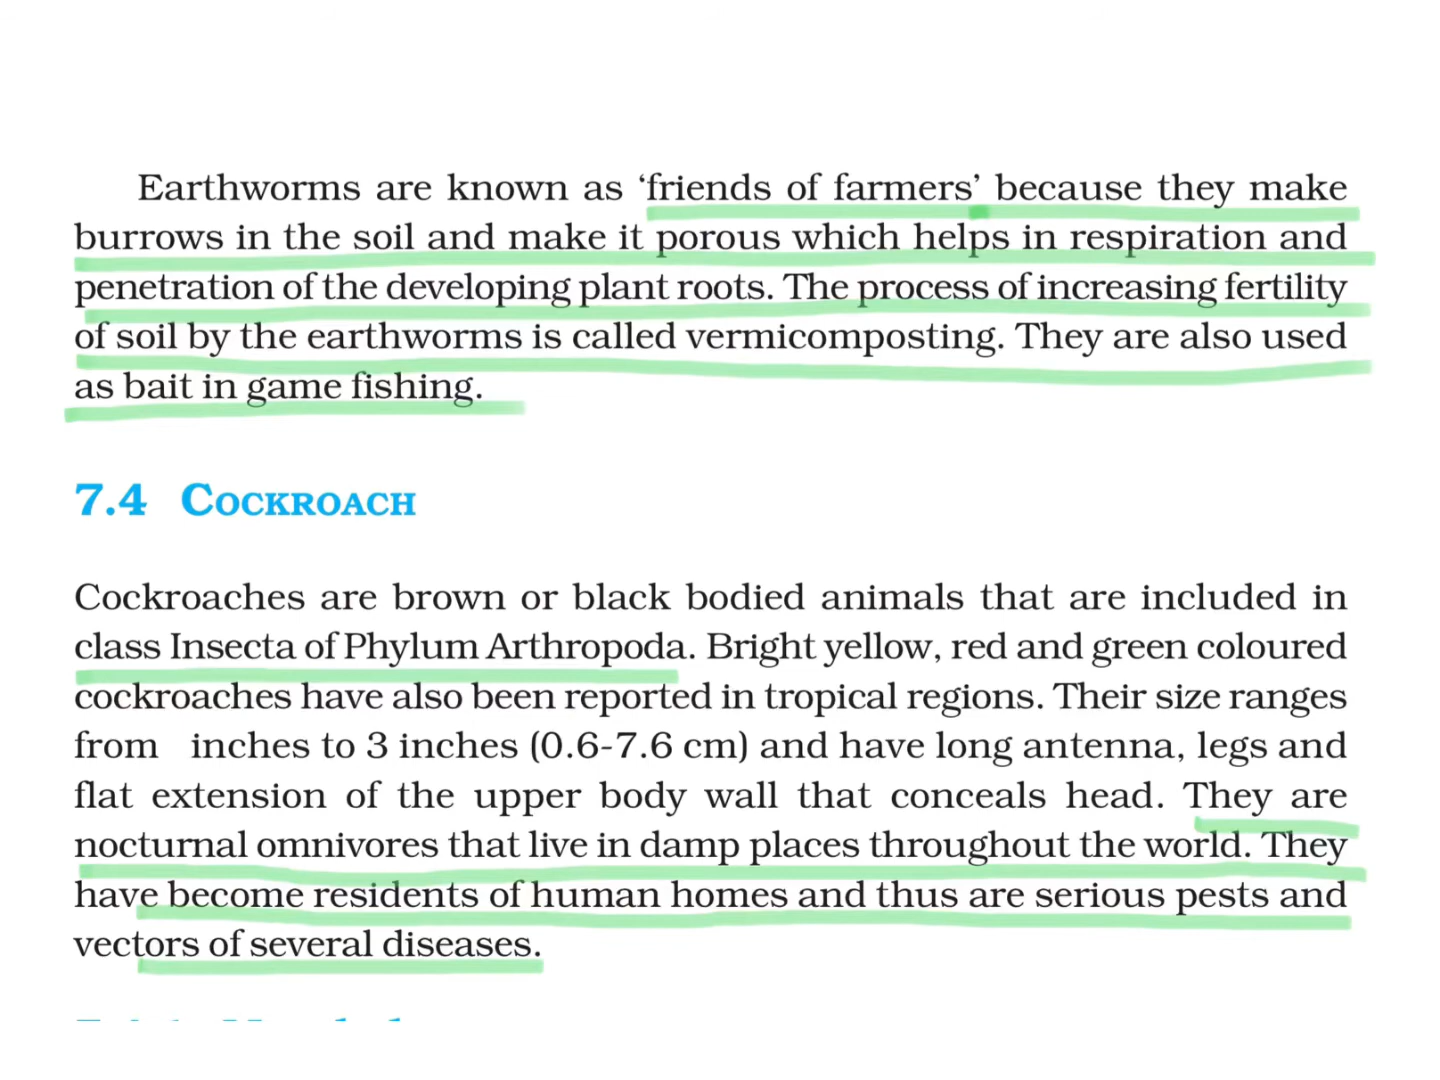 Earthworms are known as ‘friends of farmers’ because they make
burrows in the soil and make it porous which helps in respiration and
penetration of the developing plant roots. The process of increasing fertility
of soil by the earthworms is called vermicomposting. They are also used
as bait in game fishing.
7.4 COCKROACH
Cockroaches are brown or black bodied animals that are included in
class Insecta of Phylum Arthropoda. Bright yellow, red and green coloured
cockroaches have also been reported in tropical regions. Their size ranges
from inches to 3 inches (0.6-7.6 cm) and have long antenna, legs and
flat extension of the upper body wall that conceals head. They are
nocturnal omnivores that live in damp places throughout the world. They
have become residents of human homes and thus are serious pests and
vectors of several diseases.